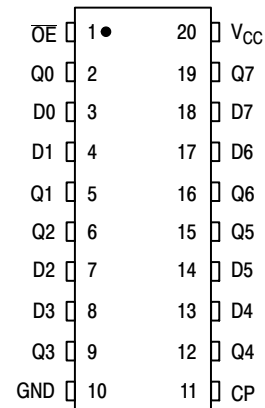 O̅E̅ 1 20 V_CC
Q0 2 19 Q7
D0 3 18 D7
D1 4 17 D6
Q1 5 16 Q6
Q2 6 15 Q5
D2 7 14 D5
D3 8 13 D4
Q3 9 12 Q4
GND 10 11 CP